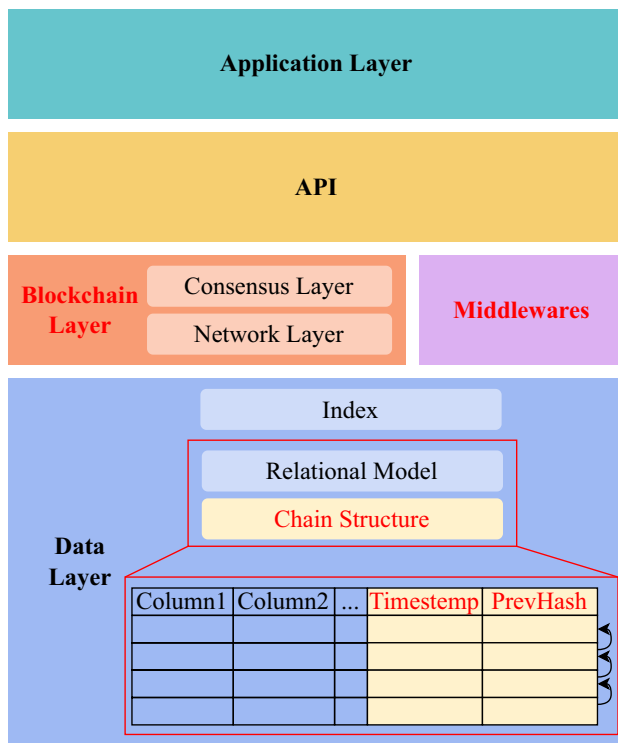 Application Layer
API
Blockchain
Layer
Consensus Layer
Network Layer
Middlewares
Index
Relational Model
Chain Structure
Data
Layer
Column1 Column2 ... Timestemp PrevHash